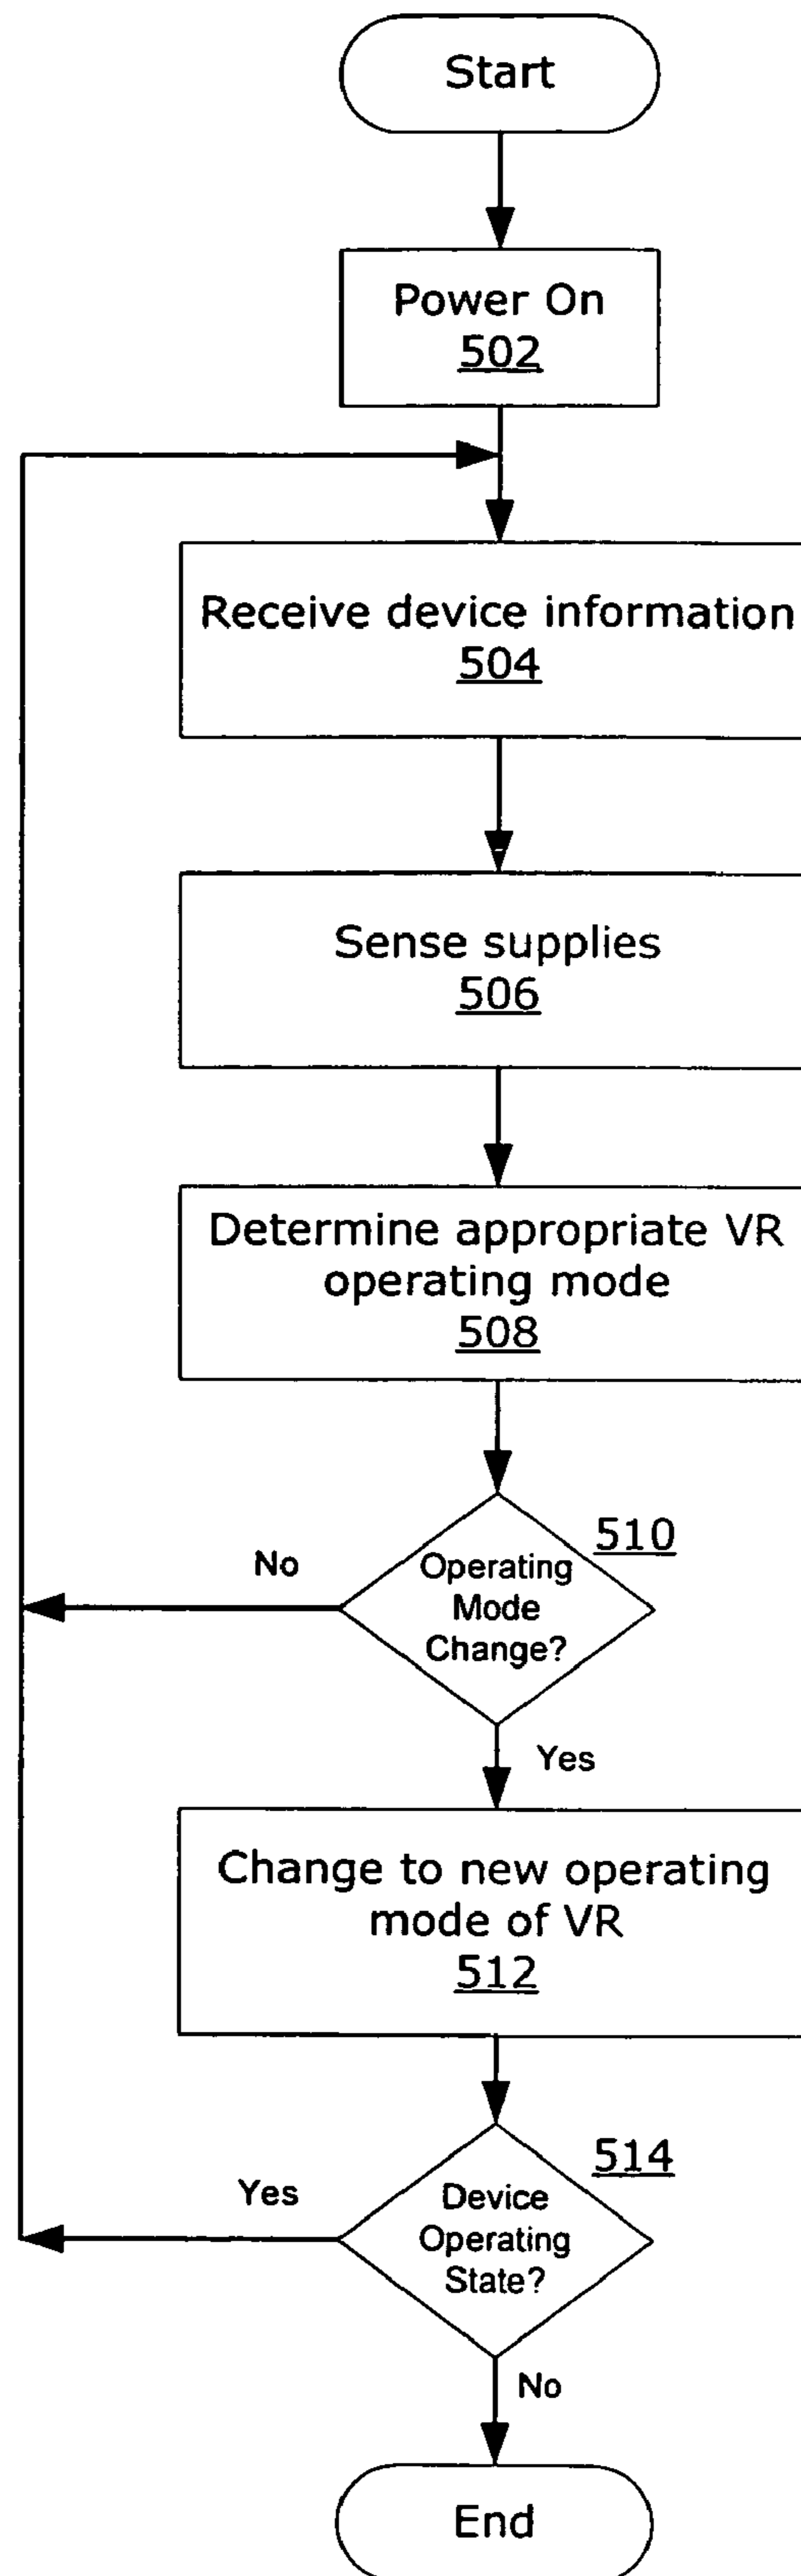 Start
Power On
502
Receive device information
504
Sense supplies
506
Determine appropriate VR
operating mode
508
510
No
Operating
Mode
Change?
Yes
Change to new operating
mode of VR
512
514
Yes
Device
Operating
State?
No
End